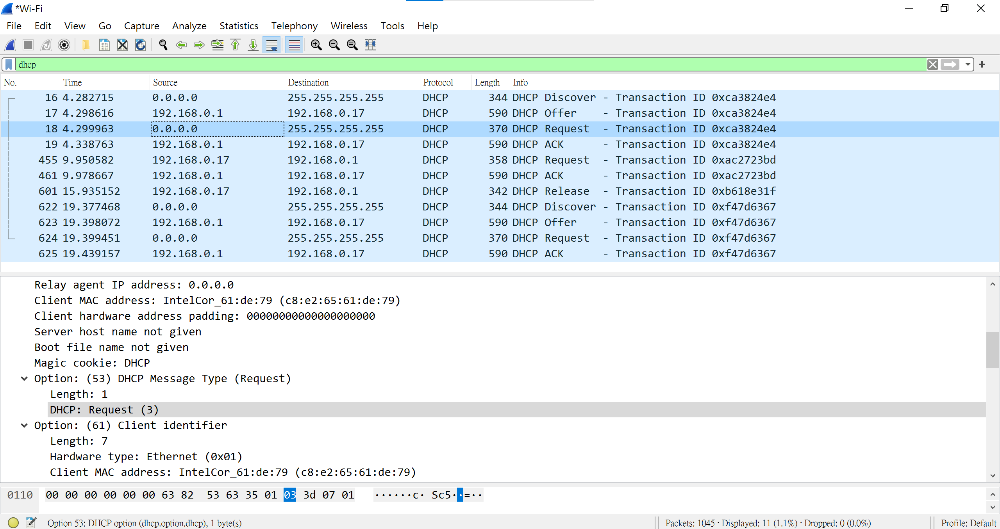 *Wi-Fi
File Edit View Go Capture Analyze Statistics Telephony Wireless Tools Help
dhcp
No. Time Source Destination Protocol Length Info
16 4.282715 0.0.0.0 255.255.255.255 DHCP 344 DHCP Discover - Transaction ID 0xca3824e4
17 4.298616 192.168.0.1 192.168.0.17 DHCP 590 DHCP Offer - Transaction ID 0xca3824e4
18 4.299963 0.0.0.0 255.255.255.255 DHCP 370 DHCP Request - Transaction ID 0xca3824e4
19 4.338763 192.168.0.1 192.168.0.17 DHCP 590 DHCP ACK - Transaction ID 0xca3824e4
455 9.950582 192.168.0.17 192.168.0.1 DHCP 358 DHCP Request - Transaction ID 0xac2723bd
461 9.978667 192.168.0.1 192.168.0.17 DHCP 590 DHCP ACK - Transaction ID 0xac2723bd
601 15.935152 192.168.0.17 192.168.0.1 DHCP 342 DHCP Release - Transaction ID 0xb618e31f
622 19.377468 0.0.0.0 255.255.255.255 DHCP 344 DHCP Discover - Transaction ID 0xf47d6367
623 19.398072 192.168.0.1 192.168.0.17 DHCP 590 DHCP Offer - Transaction ID 0xf47d6367
624 19.399451 0.0.0.0 255.255.255.255 DHCP 370 DHCP Request - Transaction ID 0xf47d6367
625 19.439157 192.168.0.1 192.168.0.17 DHCP 590 DHCP ACK - Transaction ID 0xf47d6367
Relay agent IP address: 0.0.0.0
Client MAC address: IntelCor_61:de:79 (c8:e2:65:61:de:79)
Client hardware address padding: 00000000000000000000
Server host name not given
Boot file name not given
Magic cookie: DHCP
Option: (53) DHCP Message Type (Request)
Length: 1
DHCP: Request (3)
Option: (61) Client identifier
Length: 7
Hardware type: Ethernet (0x01)
Client MAC address: IntelCor_61:de:79 (c8:e2:65:61:de:79)
0110 00 00 00 00 00 00 63 82 53 63 35 01 03 3d 07 01 ······c· Sc5··=··
Option 53: DHCP option (dhcp.option.dhcp), 1 byte(s) Packets: 1045 · Displayed: 11 (1.1%) · Dropped: 0 (0.0%) Profile: Default